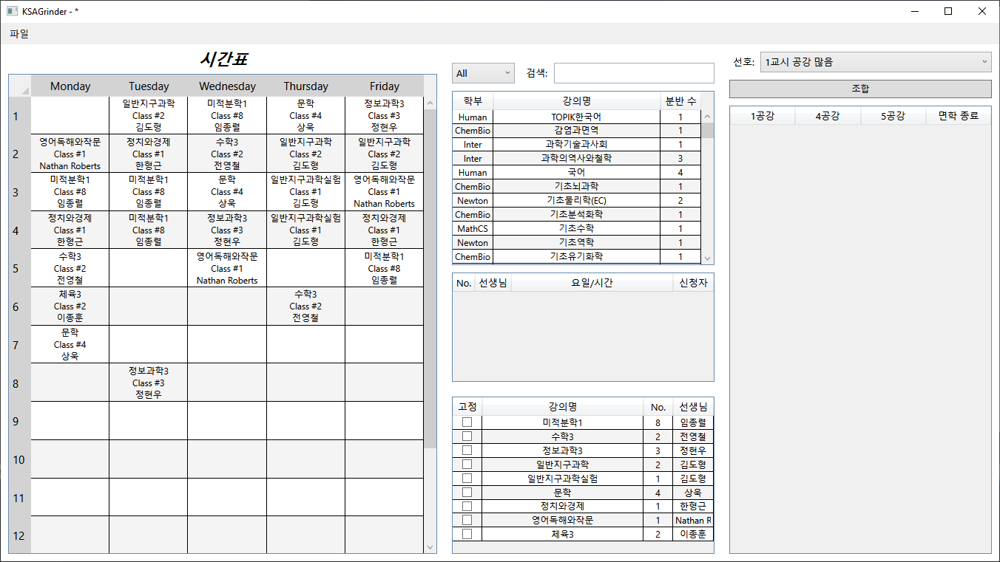 KSAGrinder - *
파일
시간표
Monday Tuesday Wednesday Thursday Friday
1
일반지구과학 미적분학1 문학 정보과학3
Class #2 Class #8 Class #4 Class #3
김도형 임종렬 상욱 정현우
2
영어독해와작문 정치와경제 수학3 일반지구과학 일반지구과학
Class #1 Class #1 Class #2 Class #2 Class #2
Nathan Roberts 한형근 전영철 김도형 김도형
3
미적분학1 미적분학1 문학 일반지구과학실험 영어독해와작문
Class #8 Class #8 Class #4 Class #1 Class #1
임종렬 임종렬 상욱 김도형 Nathan Roberts
4
정치와경제 미적분학1 정보과학3 일반지구과학실험 정치와경제
Class #1 Class #8 Class #3 Class #1 Class #1
한형근 임종렬 정현우 김도형 한형근
5
수학3 영어독해와작문 미적분학1
Class #2 Class #1 Class #8
전영철 Nathan Roberts 임종렬
6
체육3 수학3
Class #2 Class #2
이종훈 전영철
7
문학
Class #4
상욱
8
정보과학3
Class #3
정현우
9
10
11
12
All 검색:
학부 강의명 분반 수
Human TOPIK한국어 1
ChemBio 감염과면역 1
Inter 과학기술과사회 1
Inter 과학의역사와철학 3
Human 국어 4
ChemBio 기초뇌과학 1
Newton 기초물리학(EC) 2
ChemBio 기초분석화학 1
MathCS 기초수학 1
Newton 기초역학 1
ChemBio 기초유기화학 1
No. 선생님 요일/시간 신청자
고정 강의명 No. 선생님
미적분학1 8 임종렬
수학3 2 전영철
정보과학3 3 정현우
일반지구과학 2 김도형
일반지구과학실험 1 김도형
문학 4 상욱
정치와경제 1 한형근
영어독해와작문 1 Nathan R
체육3 2 이종훈
선호: 1교시 공강 많음
조합
1공강 4공강 5공강 면학 종료